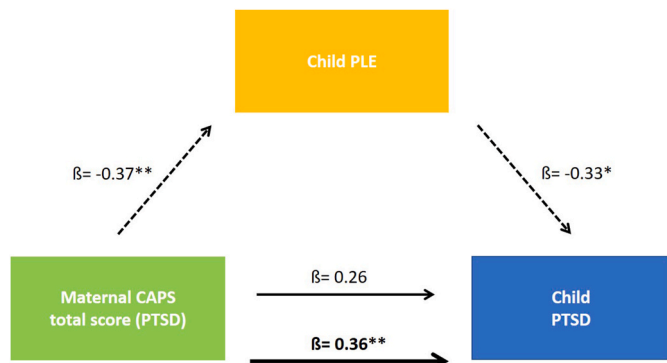 Child PLE
ß= -0.37**
ß= -0.33*
Maternal CAPS
total score (PTSD)
ß= 0.26
ß= 0.36**
Child
PTSD